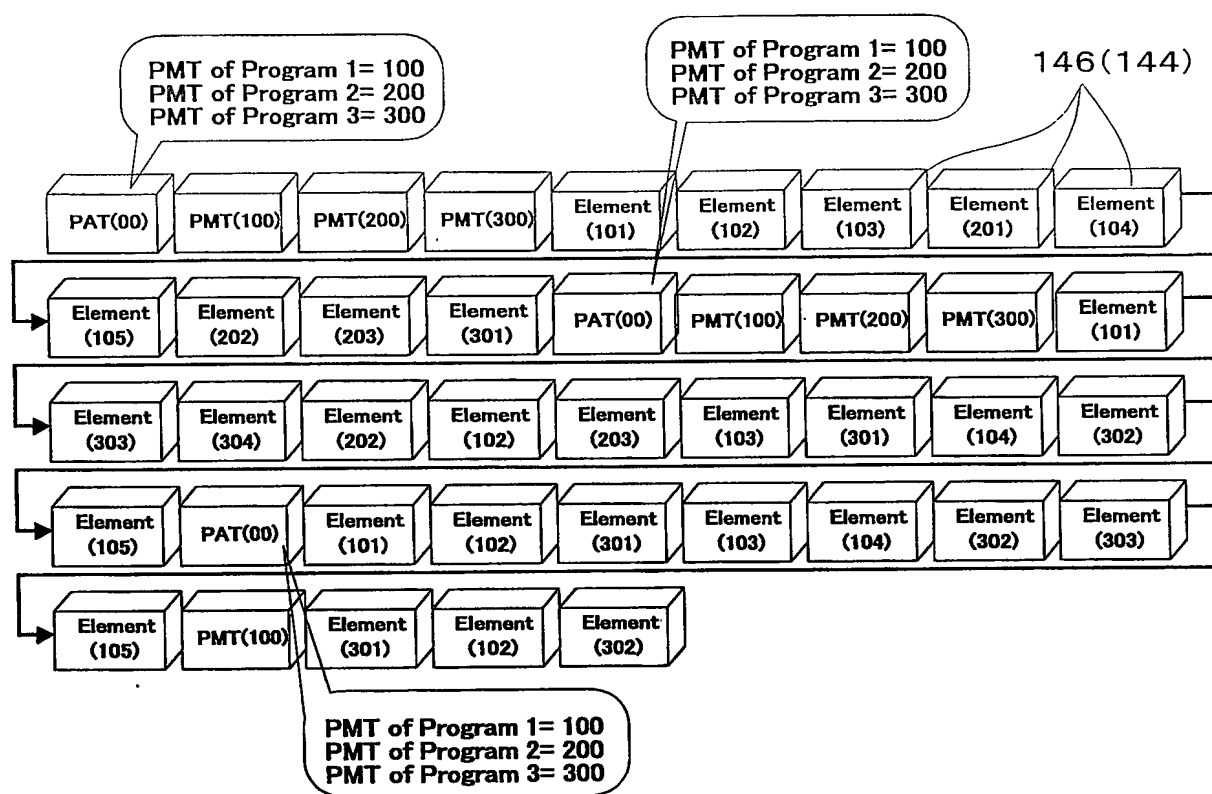 PMT of Program 1= 100
PMT of Program 2= 200
PMT of Program 3= 300
PMT of Program 1= 100
PMT of Program 2= 200
PMT of Program 3= 300
146(144)
PAT(00)
PMT(100)
PMT(200)
PMT(300)
Element
(101)
Element
(102)
Element
(103)
Element
(201)
Element
(104)
Element
(105)
Element
(202)
Element
(203)
Element
(301)
PAT(00)
PMT(100)
PMT(200)
PMT(300)
Element
(101)
Element
(303)
Element
(304)
Element
(202)
Element
(102)
Element
(203)
Element
(103)
Element
(301)
Element
(104)
Element
(302)
Element
(105)
PAT(00)
Element
(101)
Element
(102)
Element
(301)
Element
(103)
Element
(104)
Element
(302)
Element
(303)
Element
(105)
PMT(100)
Element
(301)
Element
(102)
Element
(302)
PMT of Program 1= 100
PMT of Program 2= 200
PMT of Program 3= 300